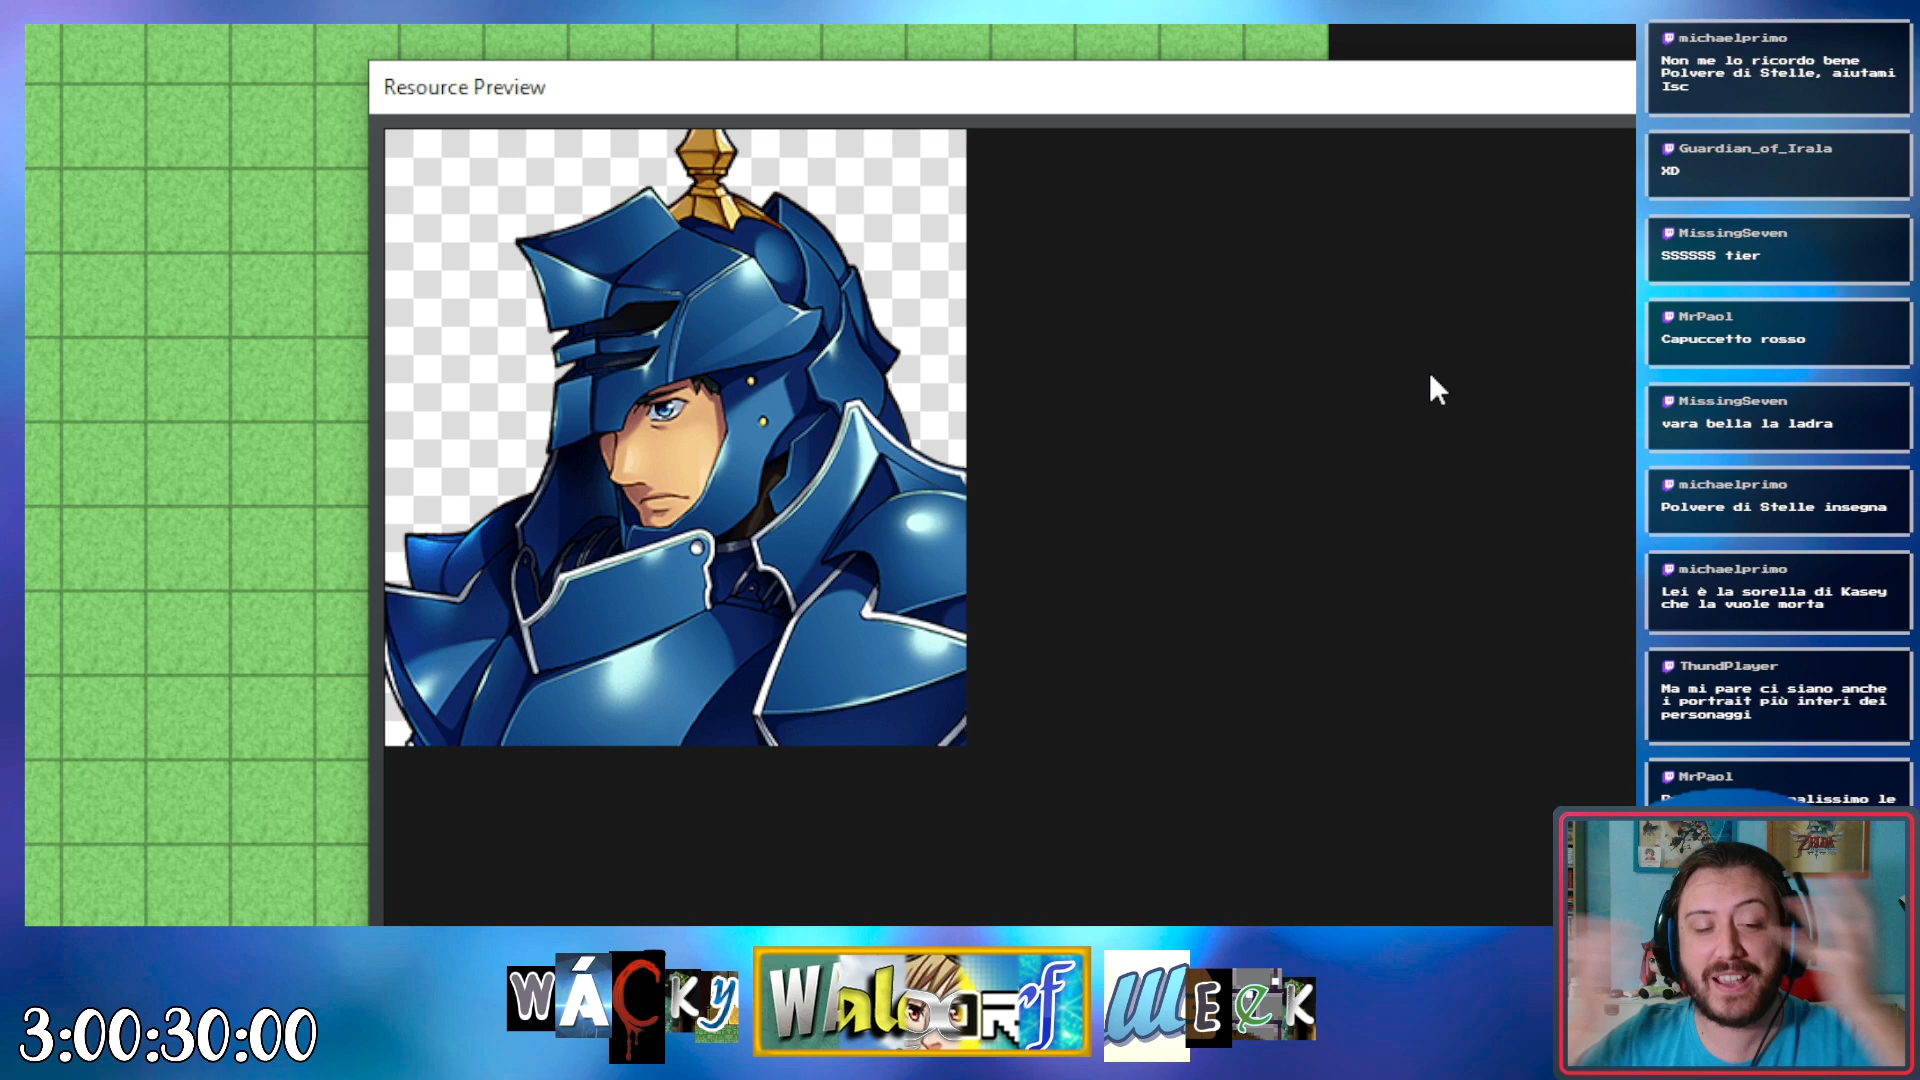 Resource Preview
michaelprimo
Non me lo ricordo bene
Polvere di Stelle, aiutami
Isc
Guardian_of_Irala
XD
MissingSeven
SSSSSS tier
MrPaol
Capuccetto rosso
MissingSeven
vara bella la ladra
michaelprimo
Polvere di Stelle insegna
michaelprimo
Lei è la sorella di Kasey
che la vuole morta
ThundPlayer
Ma mi pare ci siano anche
i portrait più interi dei
personaggi
MrPaol
le
ZELDA
WÁCky Waldorf WEEK
3:00:30:00